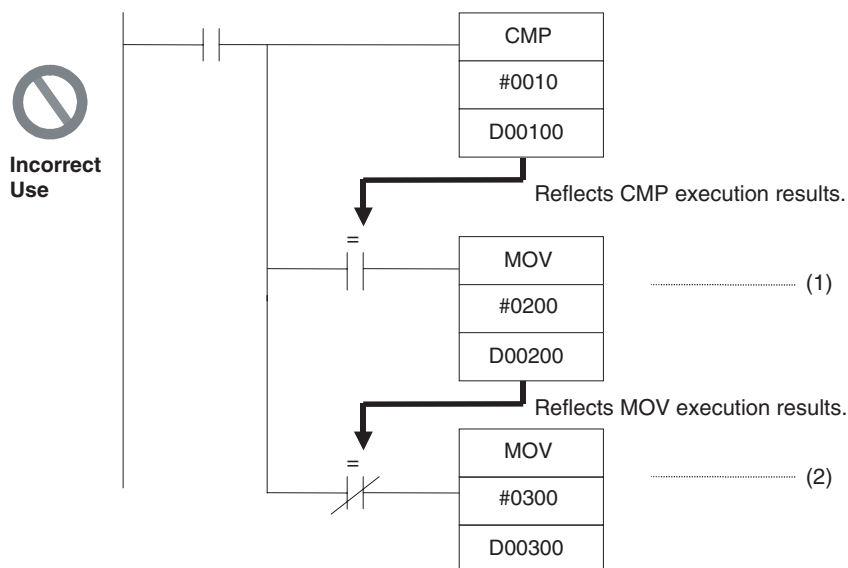 CMP
#0010
D00100
Incorrect
Use
Reflects CMP execution results.
=
MOV
(1)
#0200
D00200
Reflects MOV execution results.
=
MOV
(2)
#0300
D00300